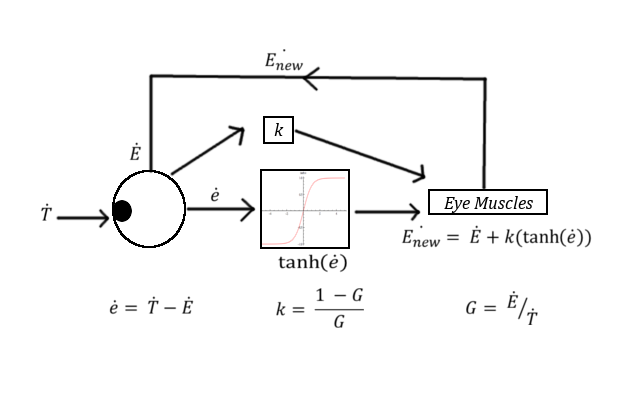 Ė_new
Ė
k
Ṫ
ė
Eye Muscles
Ė_new = Ė + k(tanh(ė))
tanh(ė)
ė = Ṫ − Ė
k = (1 − G)/G
G = Ė/Ṫ